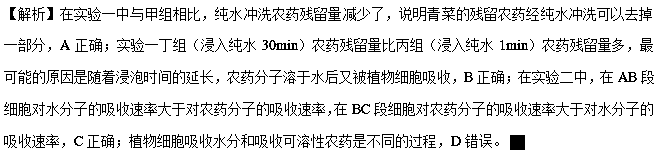 【解析】在实验一中与甲组相比，纯水冲洗农药残留量减少了，说明青菜的残留农药经纯水冲洗可以去掉
一部分，A 正确；实验一丁组（浸入纯水 30min）农药残留量比丙组（浸入纯水 1min）农药残留量多，最
可能的原因是随着浸泡时间的延长，农药分子溶于水后又被植物细胞吸收，B 正确；在实验二中，在 AB 段
细胞对水分子的吸收速率大于对农药分子的吸收速率，在 BC 段细胞对农药分子的吸收速率大于对水分子的
吸收速率，C 正确；植物细胞吸收水分和吸收可溶性农药是不同的过程，D 错误。